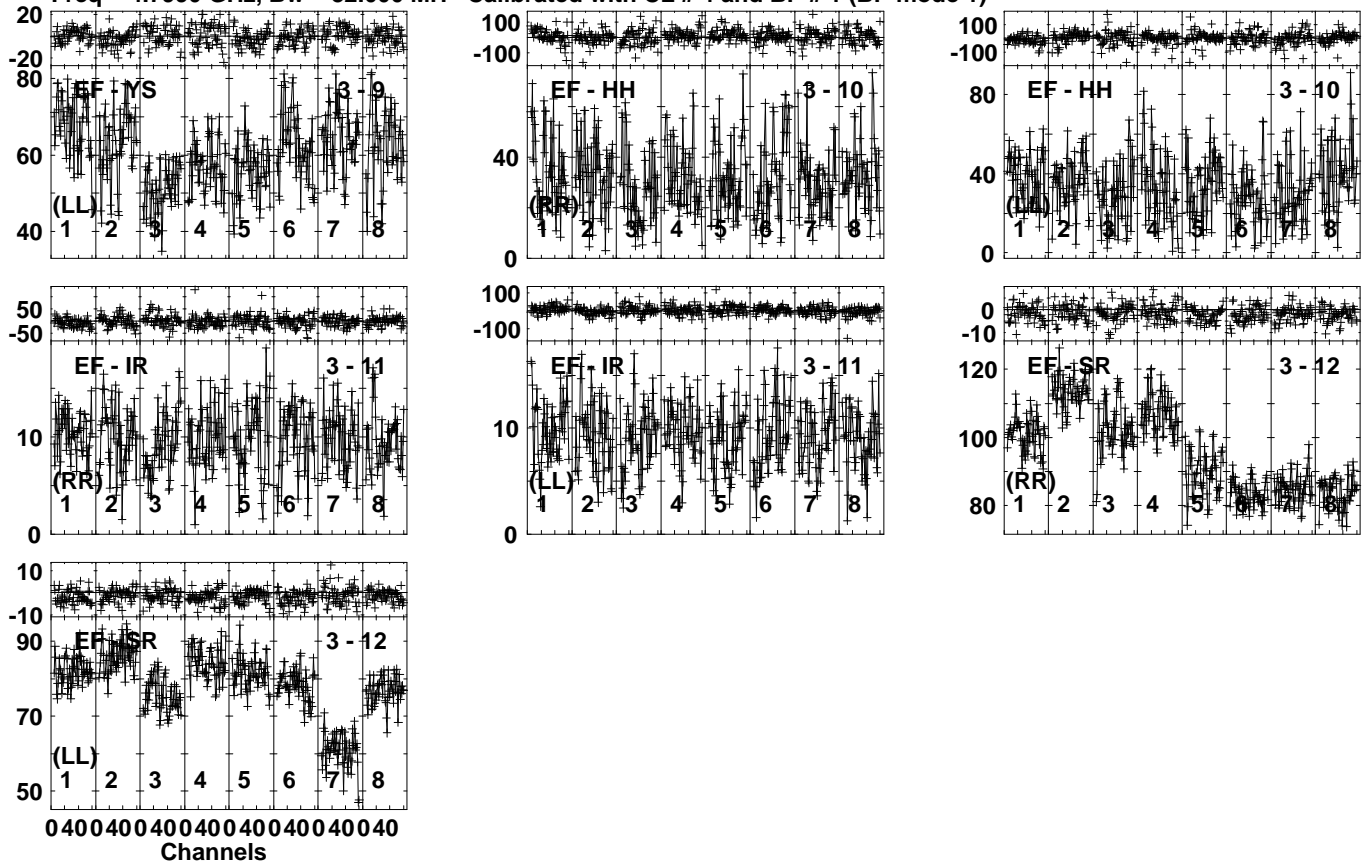 20
-20
80
60
40
EF - YS
3 - 9
(LL)
1 2 3 4 5 6 7 8
100
-100
40
0
EF - HH
3 - 10
(RR)
1 2 3 4 5 6 7 8
100
-100
80
40
0
EF - HH
3 - 10
(LL)
1 2 3 4 5 6 7 8
50
-50
10
0
EF - IR
3 - 11
(RR)
1 2 3 4 5 6 7 8
100
-100
10
0
EF - IR
3 - 11
(LL)
1 2 3 4 5 6 7 8
0
-10
120
100
80
EF - SR
3 - 12
(RR)
1 2 3 4 5 6 7 8
10
-10
90
70
50
EF - SR
3 - 12
(LL)
1 2 3 4 5 6 7 8
0 40 0 40 0 40 0 40 0 40 0 40 0 40 0 40
Channels